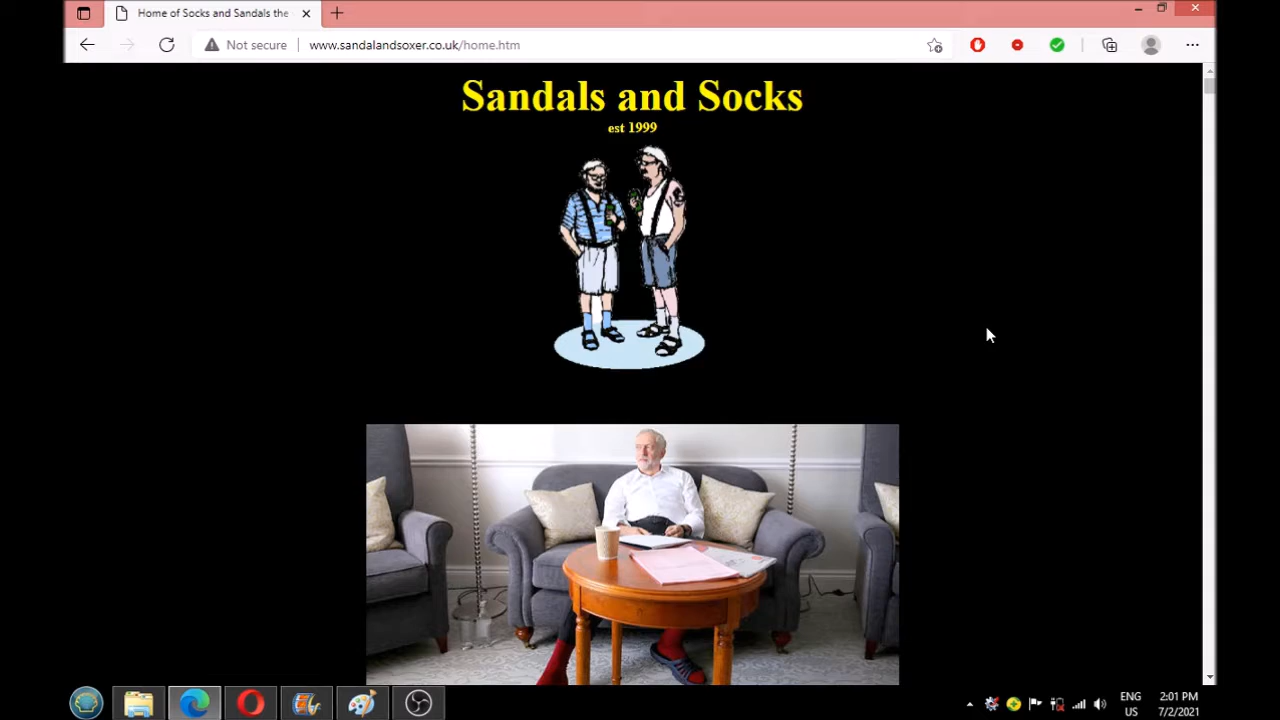 Home of Socks and Sandals the
Not secure
www.sandalandsoxer.co.uk/home.htm
Sandals and Socks
est 1999
ENG
US
2:01 PM
7/2/2021